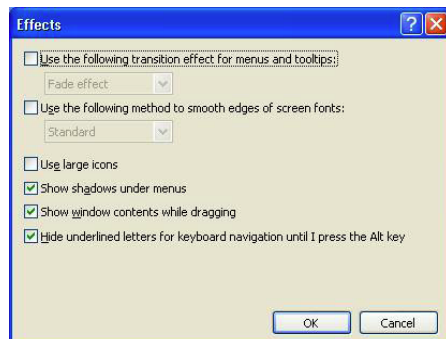 Effects
Use the following transition effect for menus and tooltips:
Fade effect
Use the following method to smooth edges of screen fonts:
Standard
Use large icons
Show shadows under menus
Show window contents while dragging
Hide underlined letters for keyboard navigation until I press the Alt key
OK Cancel